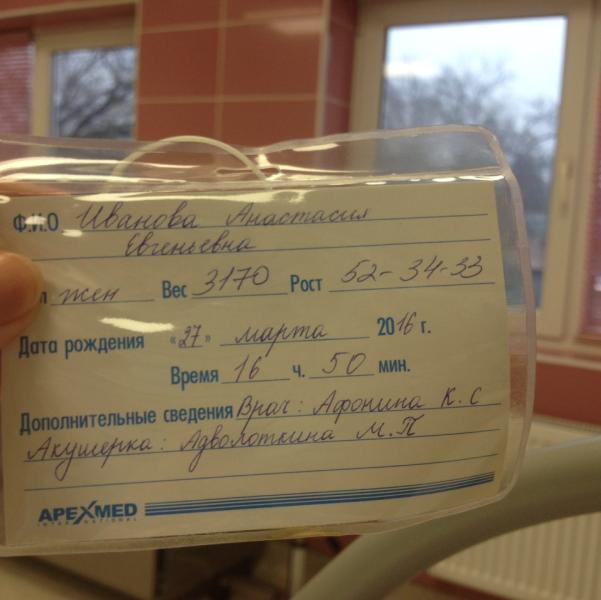 Ф.И.О Иванова Анастасия
Евгеньевна
л жен Вес 3170 Рост 52-34-33
Дата рождения «27» марта 2016 г.
Время 16 ч. 50 мин.
Дополнительные сведения Врач: Афонина К. С
Акушерка: Адволоткина М.П
APEXMED
INTERNATIONAL